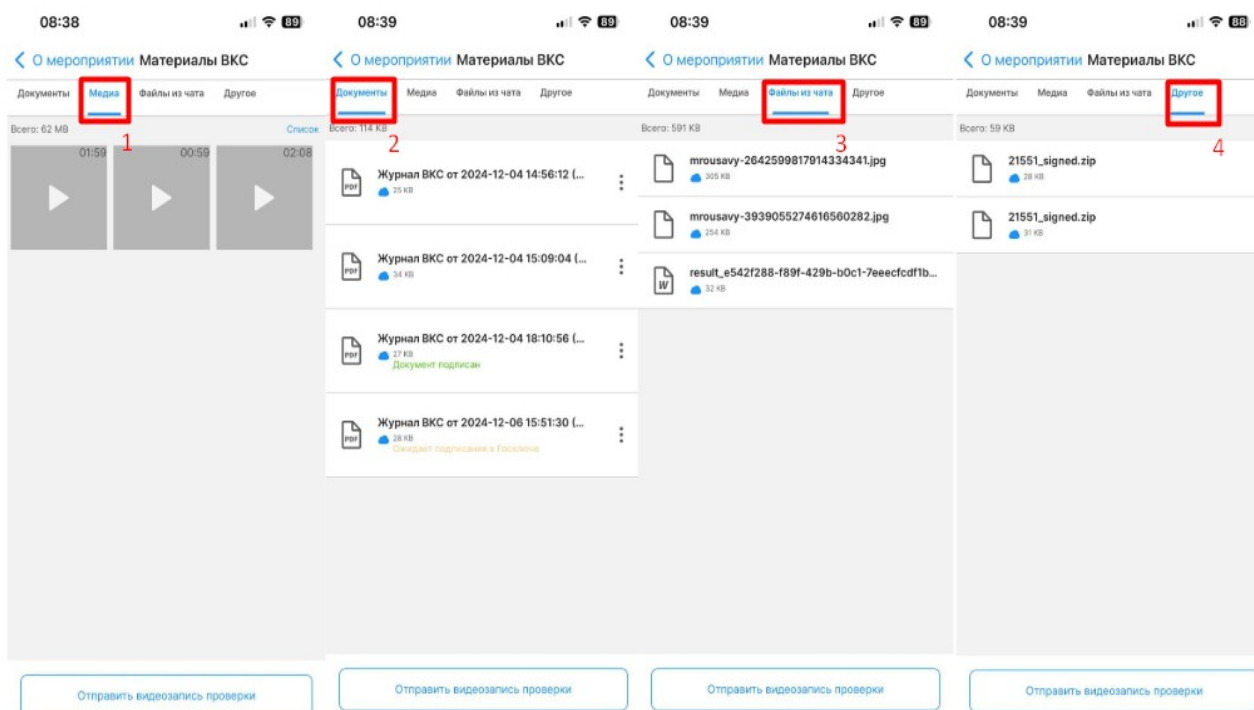 08:38
89
О мероприятии Материалы ВКС
Документы Медиа Файлы из чата Другое
Всего: 62 MB
Список
1
01:59
00:59
02:08
Отправить видеозапись проверки
08:39
89
О мероприятии Материалы ВКС
Документы Медиа Файлы из чата Другое
Всего: 114 KB
2
PDF
Журнал ВКС от 2024-12-04 14:56:12 (...
25 KB
PDF
Журнал ВКС от 2024-12-04 15:09:04 (...
34 KB
PDF
Журнал ВКС от 2024-12-04 18:10:56 (...
27 KB
Документ подписан
PDF
Журнал ВКС от 2024-12-06 15:51:30 (...
28 KB
Ожидает подписания в Госключе
Отправить видеозапись проверки
08:39
89
О мероприятии Материалы ВКС
Документы Медиа Файлы из чата Другое
Всего: 591 KB
3
mrousavy-2642599817914334341.jpg
305 KB
mrousavy-3939055274616560282.jpg
254 KB
W
result_e542f288-f89f-429b-b0c1-7eeecfcdf1b...
32 KB
Отправить видеозапись проверки
08:39
88
О мероприятии Материалы ВКС
Документы Медиа Файлы из чата Другое
Всего: 59 KB
4
21551_signed.zip
28 KB
21551_signed.zip
31 KB
Отправить видеозапись проверки